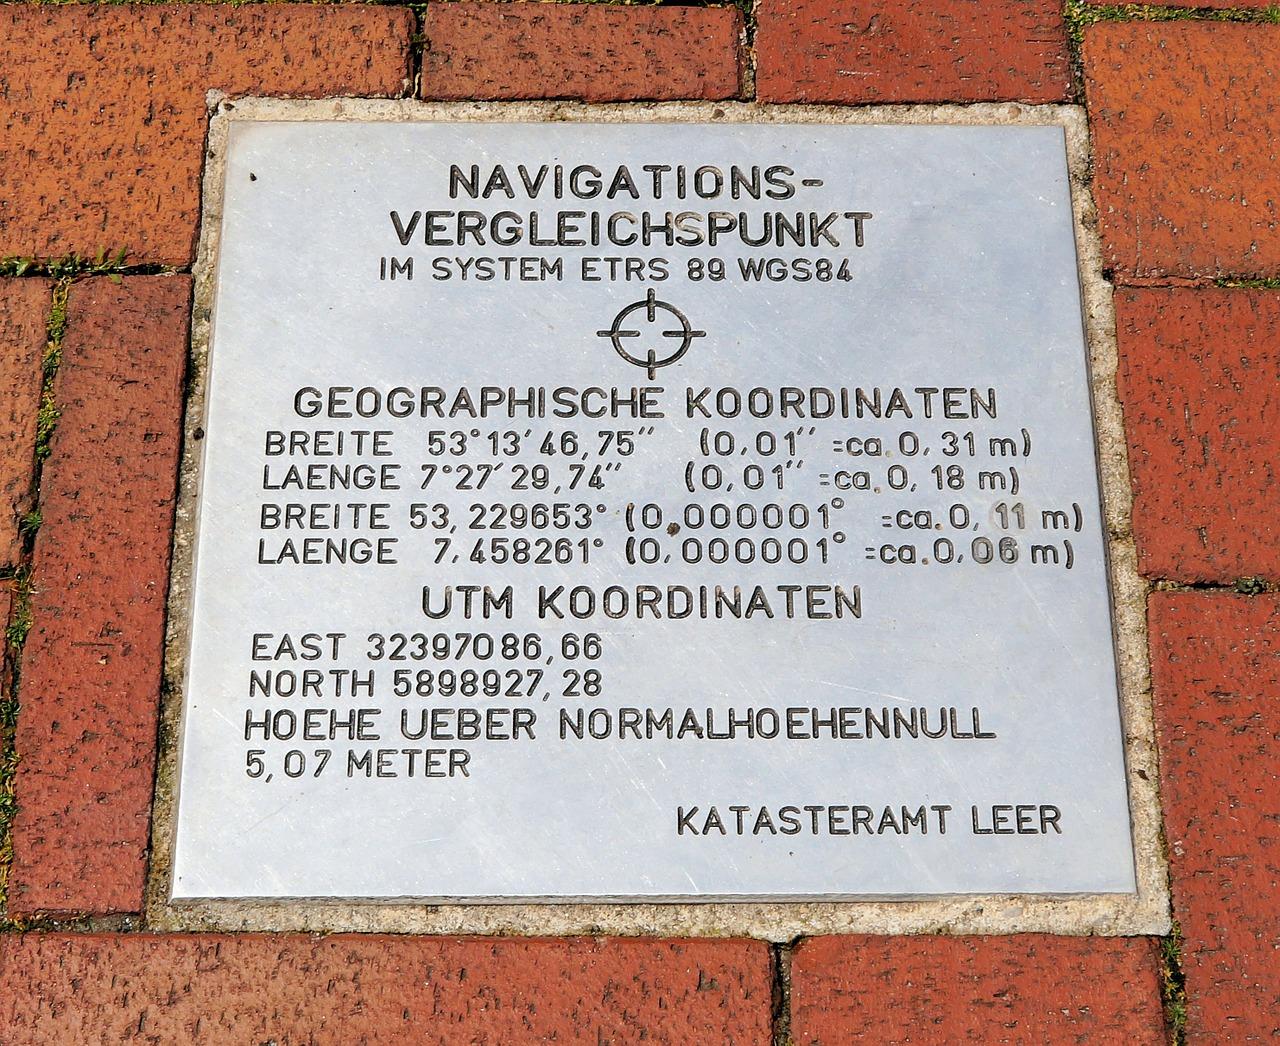 NAVIGATIONS-
VERGLEICHSPUNKT
IM SYSTEM ETRS 89 WGS84
GEOGRAPHISCHE KOORDINATEN
BREITE 53°13´46,75´´ (0,01´´ =ca.0,31 m)
LAENGE 7°27´29,74´´ (0,01´´ =ca.0,18 m)
BREITE 53,229653° (0,000001° =ca.0,11 m)
LAENGE 7,458261° (0,000001° =ca.0,06 m)
UTM KOORDINATEN
EAST 32397086,66
NORTH 5898927,28
HOEHE UEBER NORMALHOEHENNULL
5,07 METER
KATASTERAMT LEER